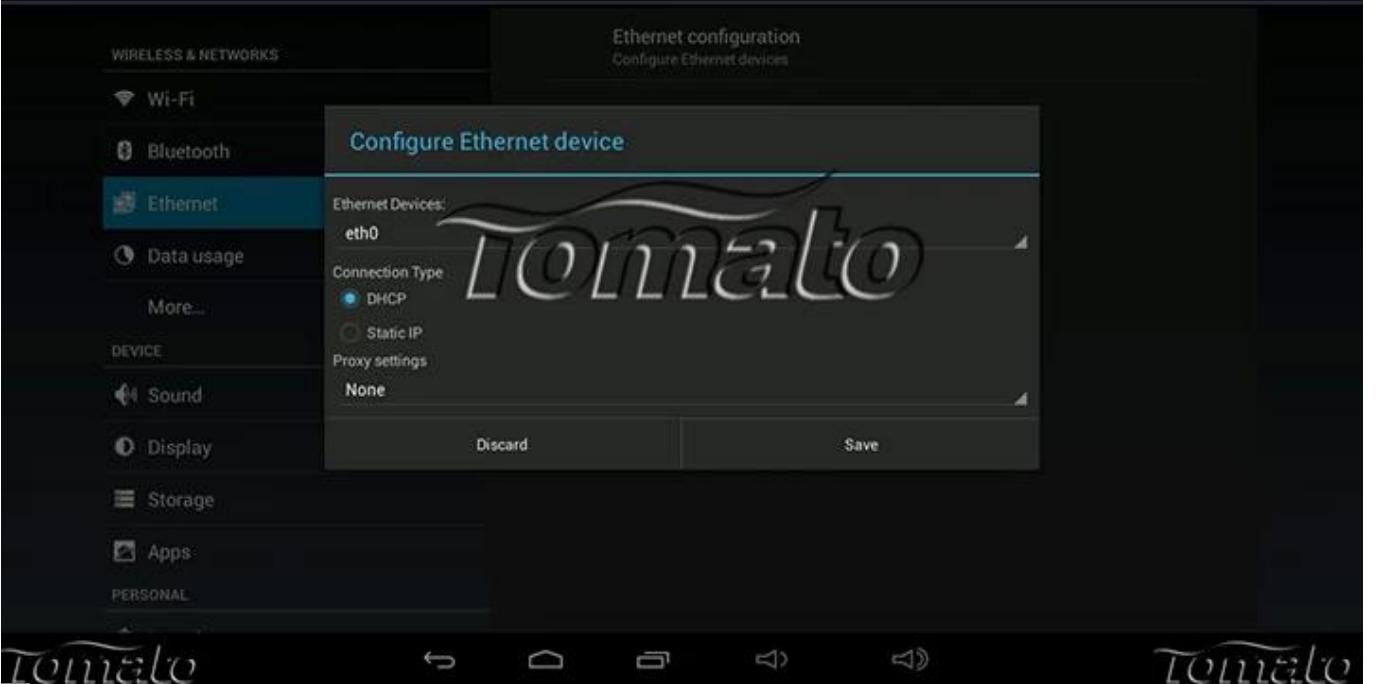 Ethernet configuration
Configure Ethernet devices
WIRELESS & NETWORKS
Wi-Fi
Bluetooth
Ethernet
Data usage
More...
DEVICE
Sound
Display
Storage
Apps
PERSONAL
Configure Ethernet device
Ethernet Devices:
eth0
Connection Type
DHCP
Static IP
Proxy settings
None
Discard
Save
Tomato
Tomato
Tomato